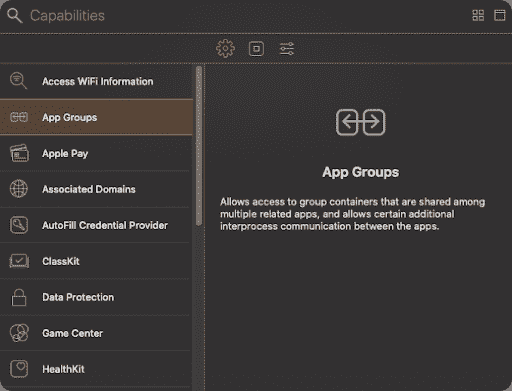 Capabilities
Access WiFi Information
App Groups
Apple Pay
Associated Domains
AutoFill Credential Provider
ClassKit
Data Protection
Game Center
HealthKit
App Groups
Allows access to group containers that are shared among
multiple related apps, and allows certain additional
interprocess communication between the apps.